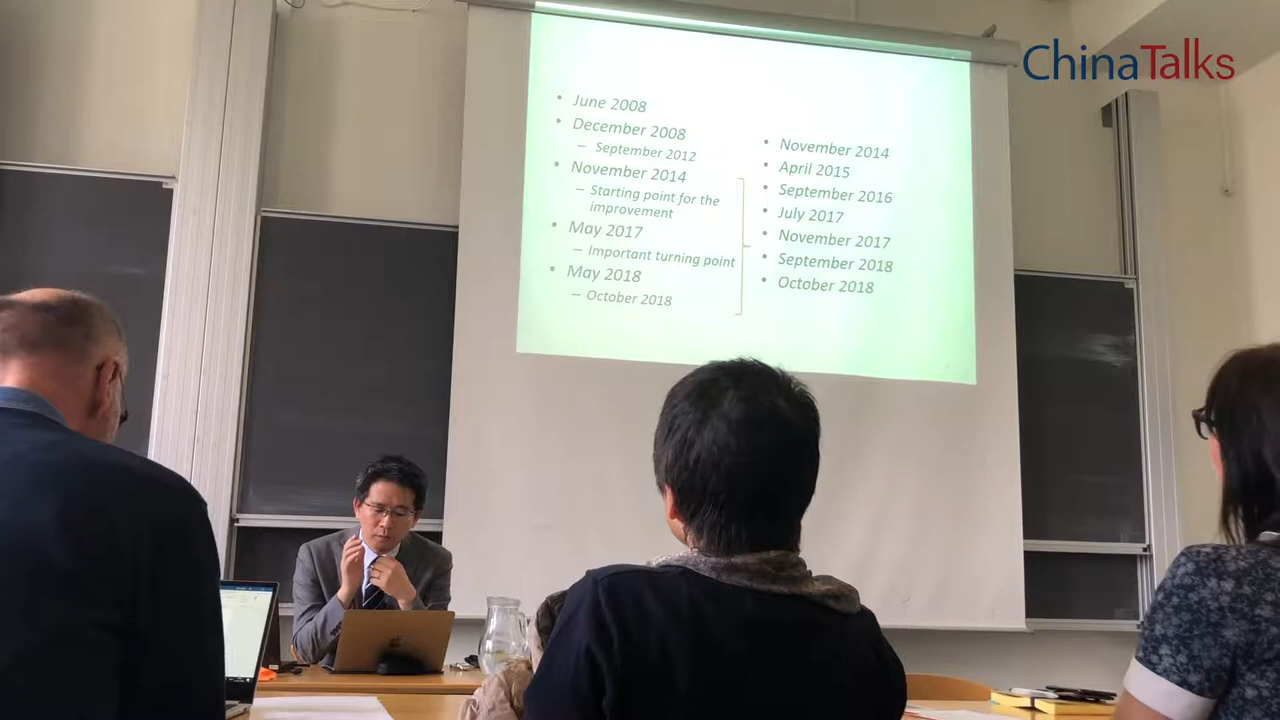 ChinaTalks
• June 2008
• December 2008
– September 2012
• November 2014
– Starting point for the
improvement
• May 2017
– Important turning point
• May 2018
– October 2018
• November 2014
• April 2015
• September 2016
• July 2017
• November 2017
• September 2018
• October 2018